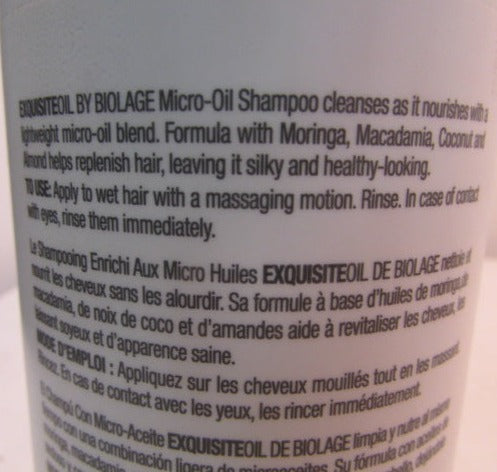 EXQUISITEOIL BY BIOLAGE Micro-Oil Shampoo cleanses as it nourishes with a
lightweight micro-oil blend. Formula with Moringa, Macadamia, Coconut and
Almond helps replenish hair, leaving it silky and healthy-looking.
TO USE: Apply to wet hair with a massaging motion. Rinse. In case of contact
with eyes, rinse them immediately.
Le Shampooing Enrichi Aux Micro Huiles EXQUISITEOIL DE BIOLAGE nettoie et
nourrit les cheveux sans les alourdir. Sa formule à base d'huiles de moringa, de
macadamia, de noix de coco et d'amandes aide à revitaliser les cheveux, les
laissant soyeux et d'apparence saine.
MODE D'EMPLOI : Appliquez sur les cheveux mouillés tout en les massant.
Rincez. En cas de contact avec les yeux, les rincer immédiatement.
El Champú Con Micro-Aceite EXQUISITEOIL DE BIOLAGE limpia y nutre al mismo
tiempo con una combinación ligera de microaceites. Su fórmula con aceites de
moringa, macadamia